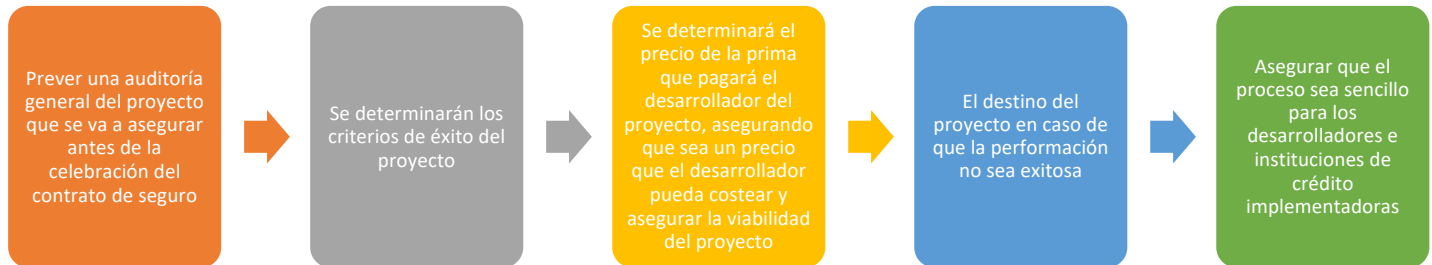 Prever una auditoría
general del proyecto
que se va a asegurar
antes de la
celebración del
contrato de seguro
Se determinarán los
criterios de éxito del
proyecto
Se determinará el
precio de la prima
que pagará el
desarrollador del
proyecto, asegurando
que sea un precio
que el desarrollador
pueda costear y
asegurar la viabilidad
del proyecto
El destino del
proyecto en caso de
que la performación
no sea exitosa
Asegurar que el
proceso sea sencillo
para los
desarrolladores e
instituciones de
crédito
implementadoras